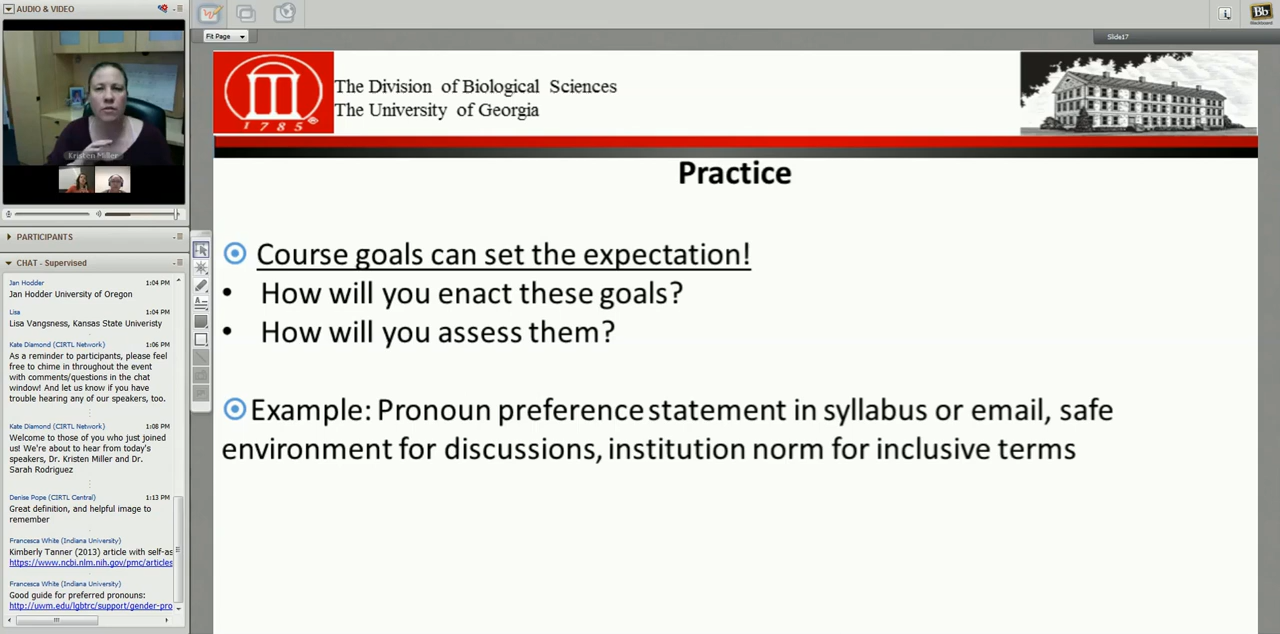 AUDIO & VIDEO
Kristen Miller
PARTICIPANTS
CHAT - Supervised
Jan Hodder 1:04 PM
Jan Hodder University of Oregon
Lisa 1:04 PM
Lisa Vangsness, Kansas State Univeristy
Kate Diamond (CIRTL Network) 1:06 PM
As a reminder to participants, please feel
free to chime in throughout the event
with comments/questions in the chat
window! And let us know if you have
trouble hearing any of our speakers, too.
Kate Diamond (CIRTL Network) 1:08 PM
Welcome to those of you who just joined
us! We're about to hear from today's
speakers, Dr. Kristen Miller and Dr.
Sarah Rodriguez
Denise Pope (CIRTL Central) 1:13 PM
Great definition, and helpful image to
remember
Francesca White (Indiana University)
Kimberly Tanner (2013) article with self-as
https://www.ncbi.nlm.nih.gov/pmc/articles
Francesca White (Indiana University)
Good guide for preferred pronouns:
http://uwm.edu/lgbtrc/support/gender-pro
Fit Page
Slide17
Bb
Blackboard
1785
The Division of Biological Sciences
The University of Georgia
Practice
Course goals can set the expectation!
• How will you enact these goals?
• How will you assess them?
Example: Pronoun preference statement in syllabus or email, safe
environment for discussions, institution norm for inclusive terms